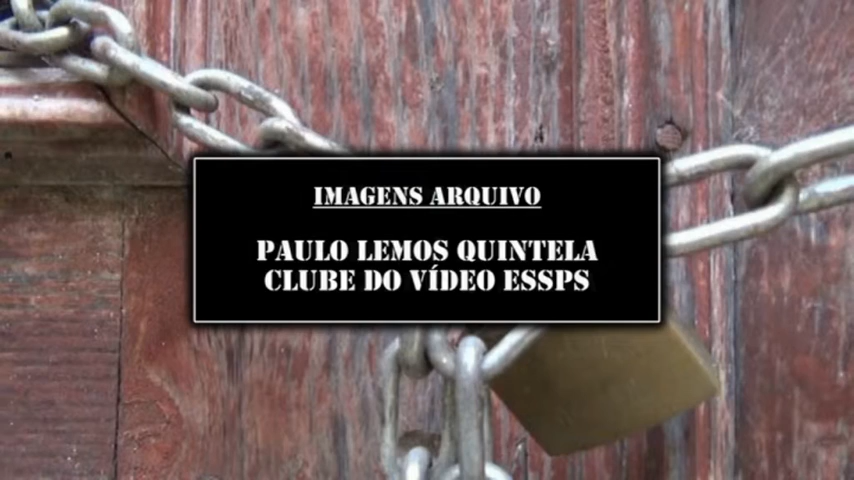 IMAGENS ARQUIVO
PAULO LEMOS QUINTELA
CLUBE DO VÍDEO ESSPS